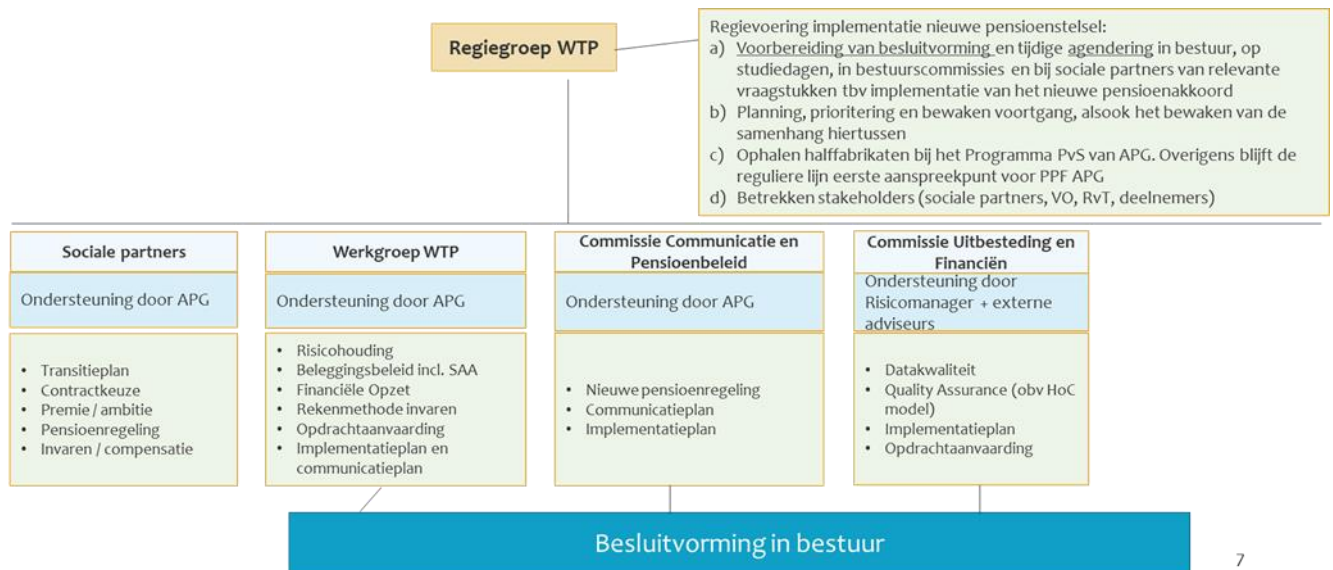 Regiegroep WTP
Regievoering implementatie nieuwe pensioenstelsel:
a) Voorbereiding van besluitvorming en tijdige agendering in bestuur, op
studiedagen, in bestuurscommissies en bij sociale partners van relevante
vraagstukken tbv implementatie van het nieuwe pensioenakkoord
b) Planning, prioritering en bewaken voortgang, alsook het bewaken van de
samenhang hiertussen
c) Ophalen halffabrikaten bij het Programma PvS van APG. Overigens blijft de
reguliere lijn eerste aanspreekpunt voor PPF APG
d) Betrekken stakeholders (sociale partners, VO, RvT, deelnemers)
Sociale partners
Ondersteuning door APG
• Transitieplan
• Contractkeuze
• Premie / ambitie
• Pensioenregeling
• Invaren / compensatie
Werkgroep WTP
Ondersteuning door APG
• Risicohouding
• Beleggingsbeleid incl. SAA
• Financiële Opzet
• Rekenmethode invaren
• Opdrachtaanvaarding
• Implementatieplan en
communicatieplan
Commissie Communicatie en
Pensioenbeleid
Ondersteuning door APG
• Nieuwe pensioenregeling
• Communicatieplan
• Implementatieplan
Commissie Uitbesteding en
Financiën
Ondersteuning door
Risicomanager + externe
adviseurs
• Datakwaliteit
• Quality Assurance (obv HoC
model)
• Implementatieplan
• Opdrachtaanvaarding
Besluitvorming in bestuur
7